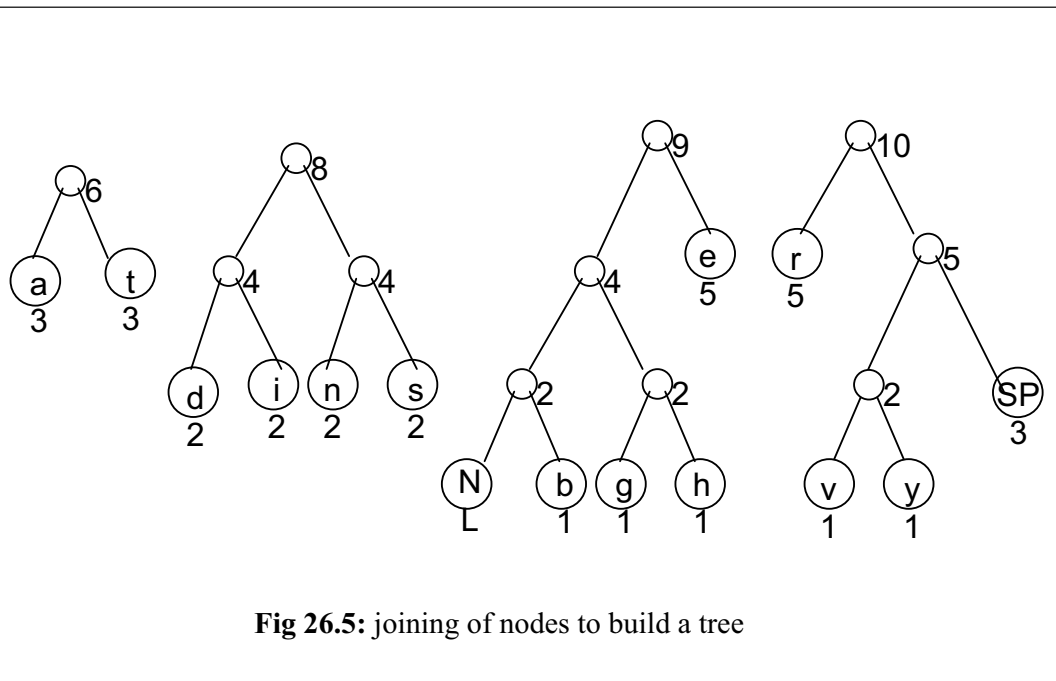 9 10
8
6
5
e r
5 5
4 4 4
a t
3 3
2 2 2
d i n s SP
2 2 2 2 3
N b g h v y
L 1 1 1 1 1
Fig 26.5: joining of nodes to build a tree